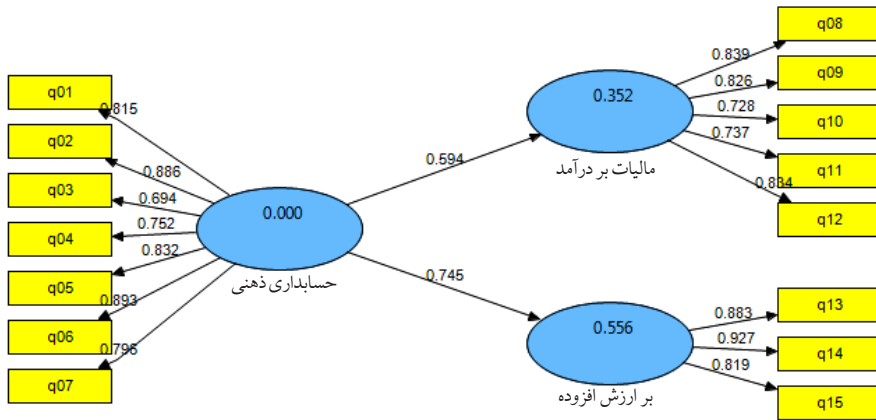 q01
q02
q03
q04
q05
q06
q07
0.815
0.886
0.694
0.752
0.832
0.893
0.796
0.000
حسابداری ذهنی
0.594
0.745
0.352
مالیات بر درآمد
0.839
0.826
0.728
0.737
0.834
q08
q09
q10
q11
q12
0.556
بر ارزش افزوده
0.883
0.927
0.819
q13
q14
q15